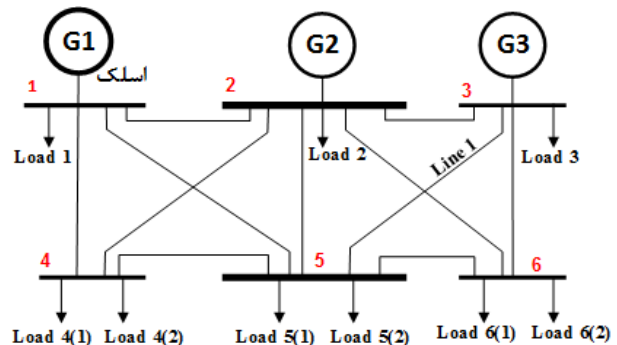 G1 G2 G3
اسلک
1 2 3
Load 1 Load 2 Line 1 Load 3
4 5 6
Load 4(1) Load 4(2) Load 5(1) Load 5(2) Load 6(1) Load 6(2)